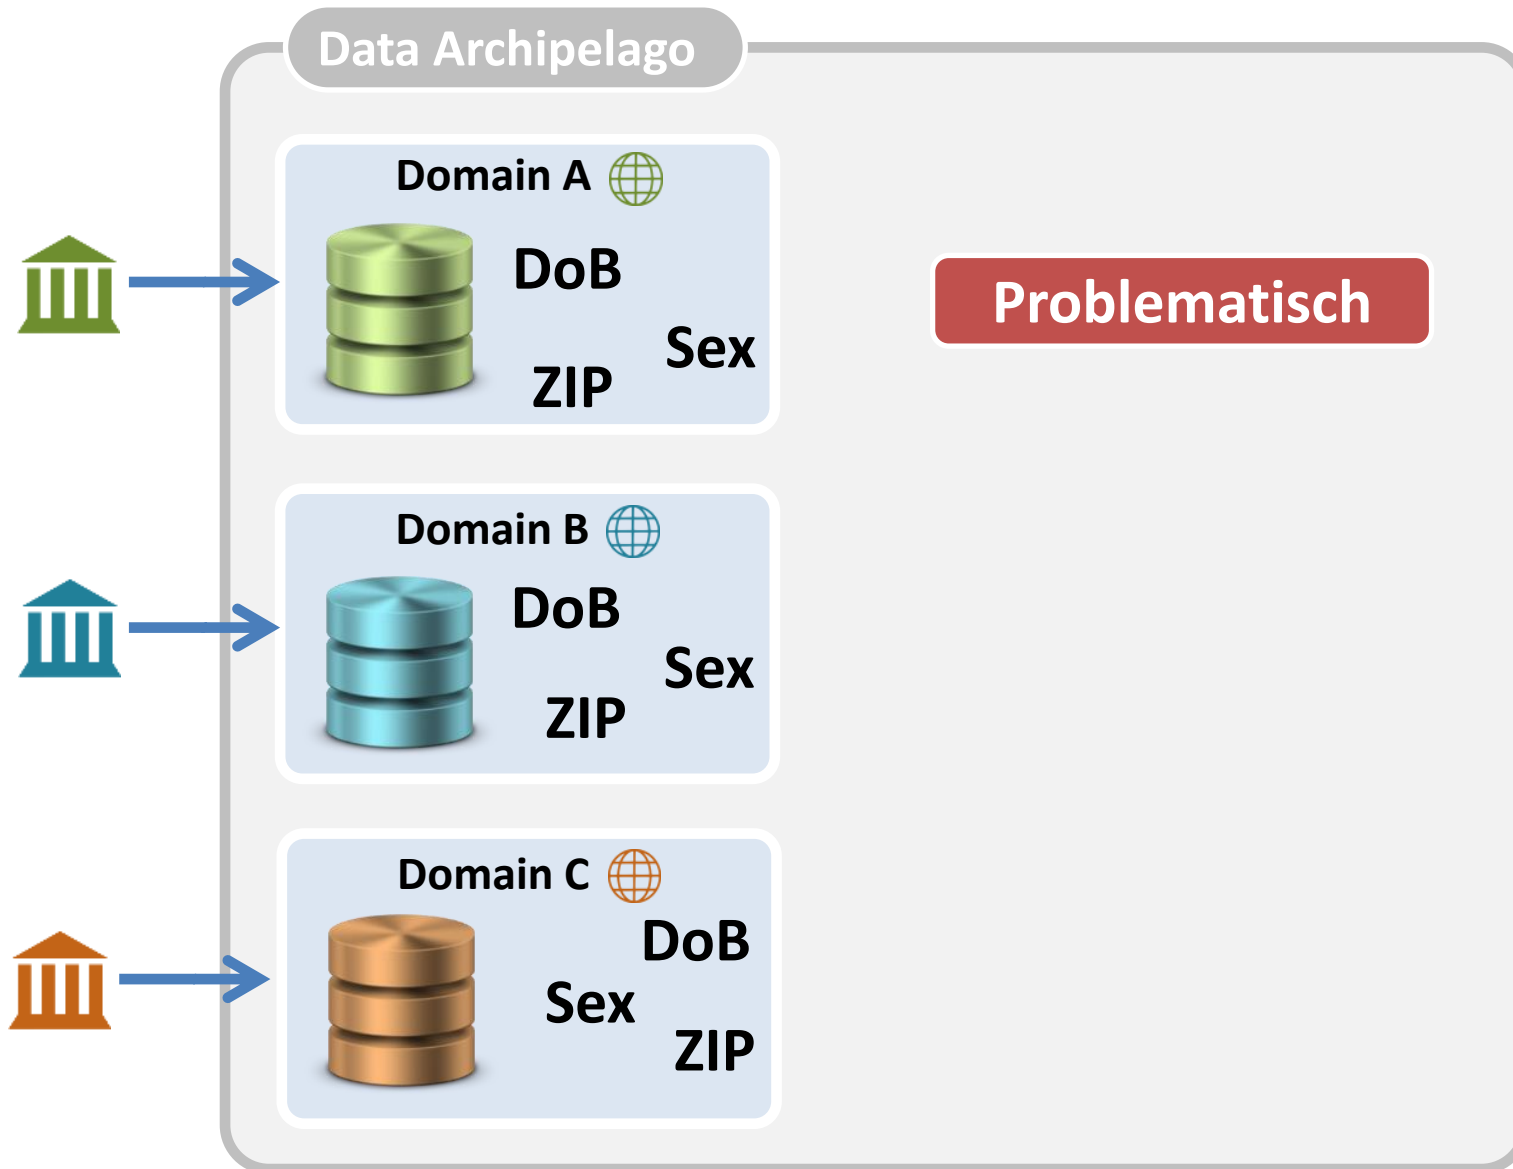 Data Archipelago
Domain A
DoB
Sex
ZIP
Problematisch
Domain B
DoB
Sex
ZIP
Domain C
DoB
Sex
ZIP